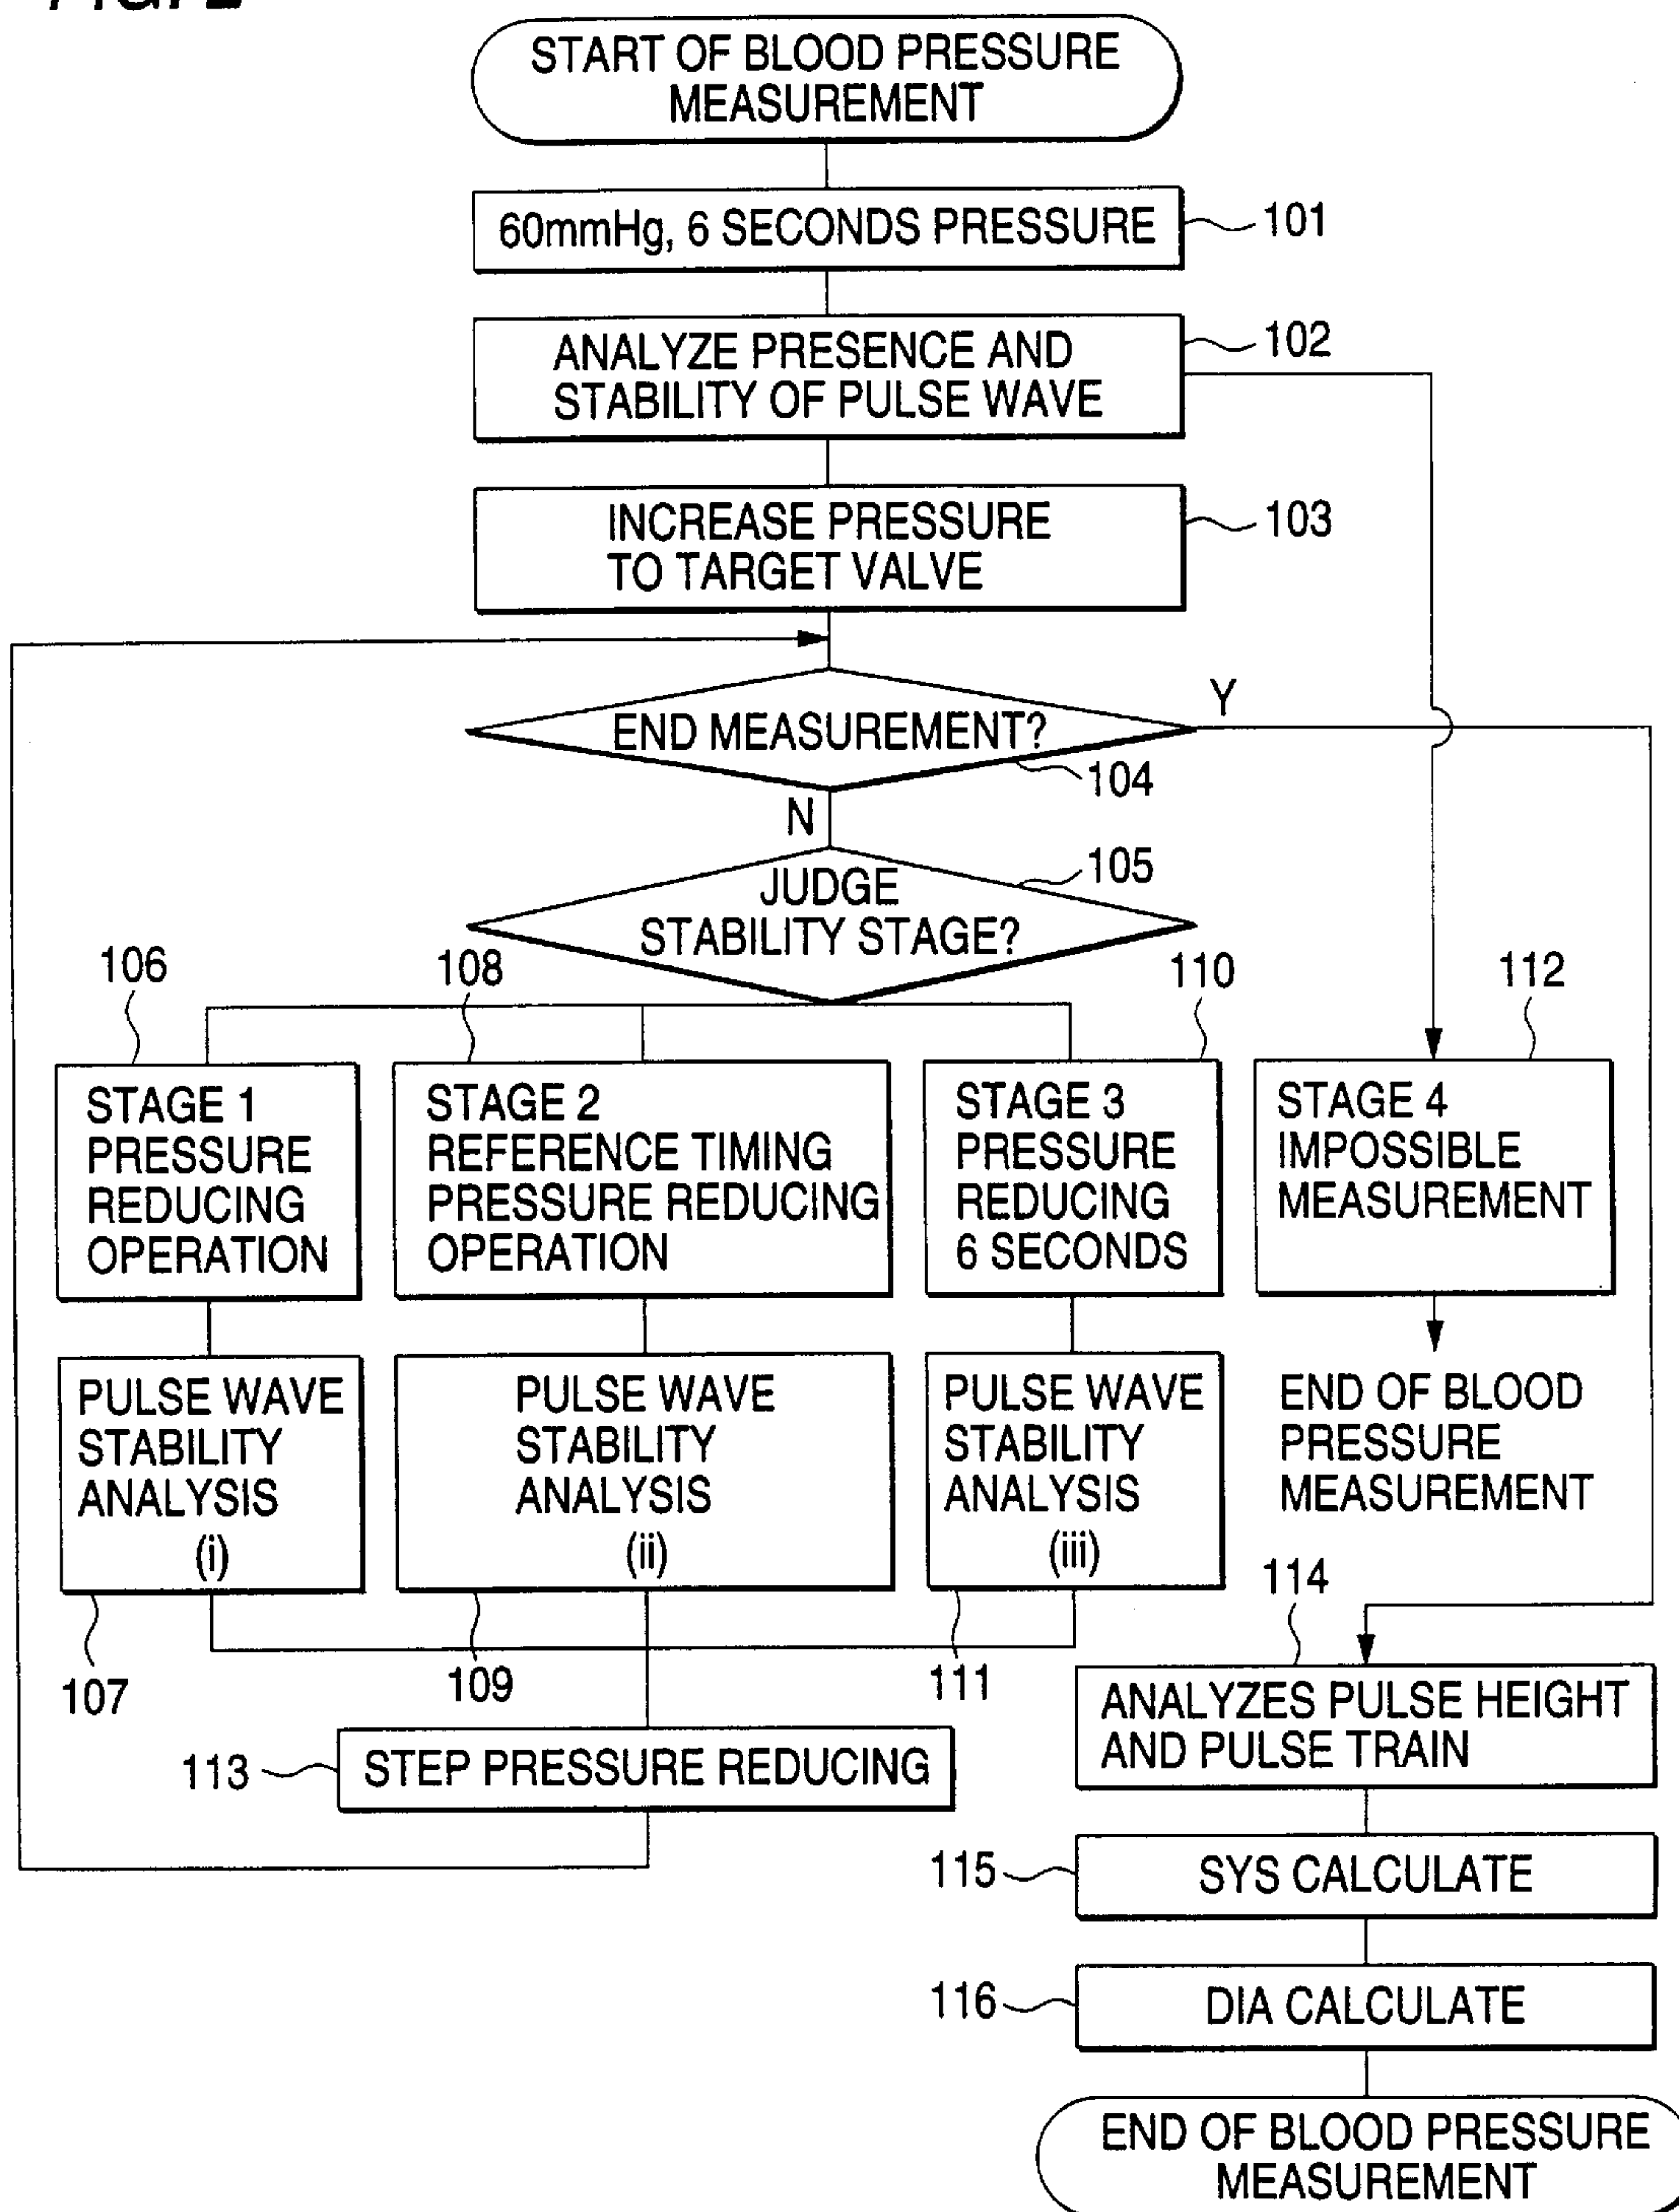 START OF BLOOD PRESSURE
MEASUREMENT
60mmHg, 6 SECONDS PRESSURE
101
ANALYZE PRESENCE AND
STABILITY OF PULSE WAVE
102
INCREASE PRESSURE
TO TARGET VALVE
103
END MEASUREMENT?
Y
104
N
JUDGE
STABILITY STAGE?
105
106
STAGE 1
PRESSURE
REDUCING
OPERATION
108
STAGE 2
REFERENCE TIMING
PRESSURE REDUCING
OPERATION
110
STAGE 3
PRESSURE
REDUCING
6 SECONDS
112
STAGE 4
IMPOSSIBLE
MEASUREMENT
PULSE WAVE
STABILITY
ANALYSIS
(i)
107
PULSE WAVE
STABILITY
ANALYSIS
(ii)
109
PULSE WAVE
STABILITY
ANALYSIS
(iii)
111
END OF BLOOD
PRESSURE
MEASUREMENT
113
STEP PRESSURE REDUCING
114
ANALYZES PULSE HEIGHT
AND PULSE TRAIN
115
SYS CALCULATE
116
DIA CALCULATE
END OF BLOOD PRESSURE
MEASUREMENT